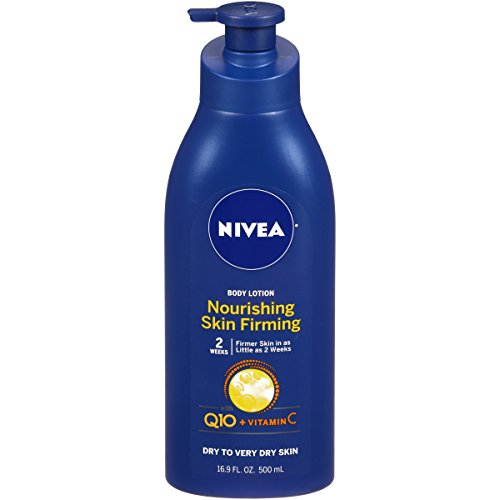 NIVEA®
BODY LOTION
Nourishing
Skin Firming
2 WEEKS
Firmer Skin in as
Little as 2 Weeks
with
Q10 + VITAMIN C
DRY TO VERY DRY SKIN
16.9 FL. OZ. 500 mL